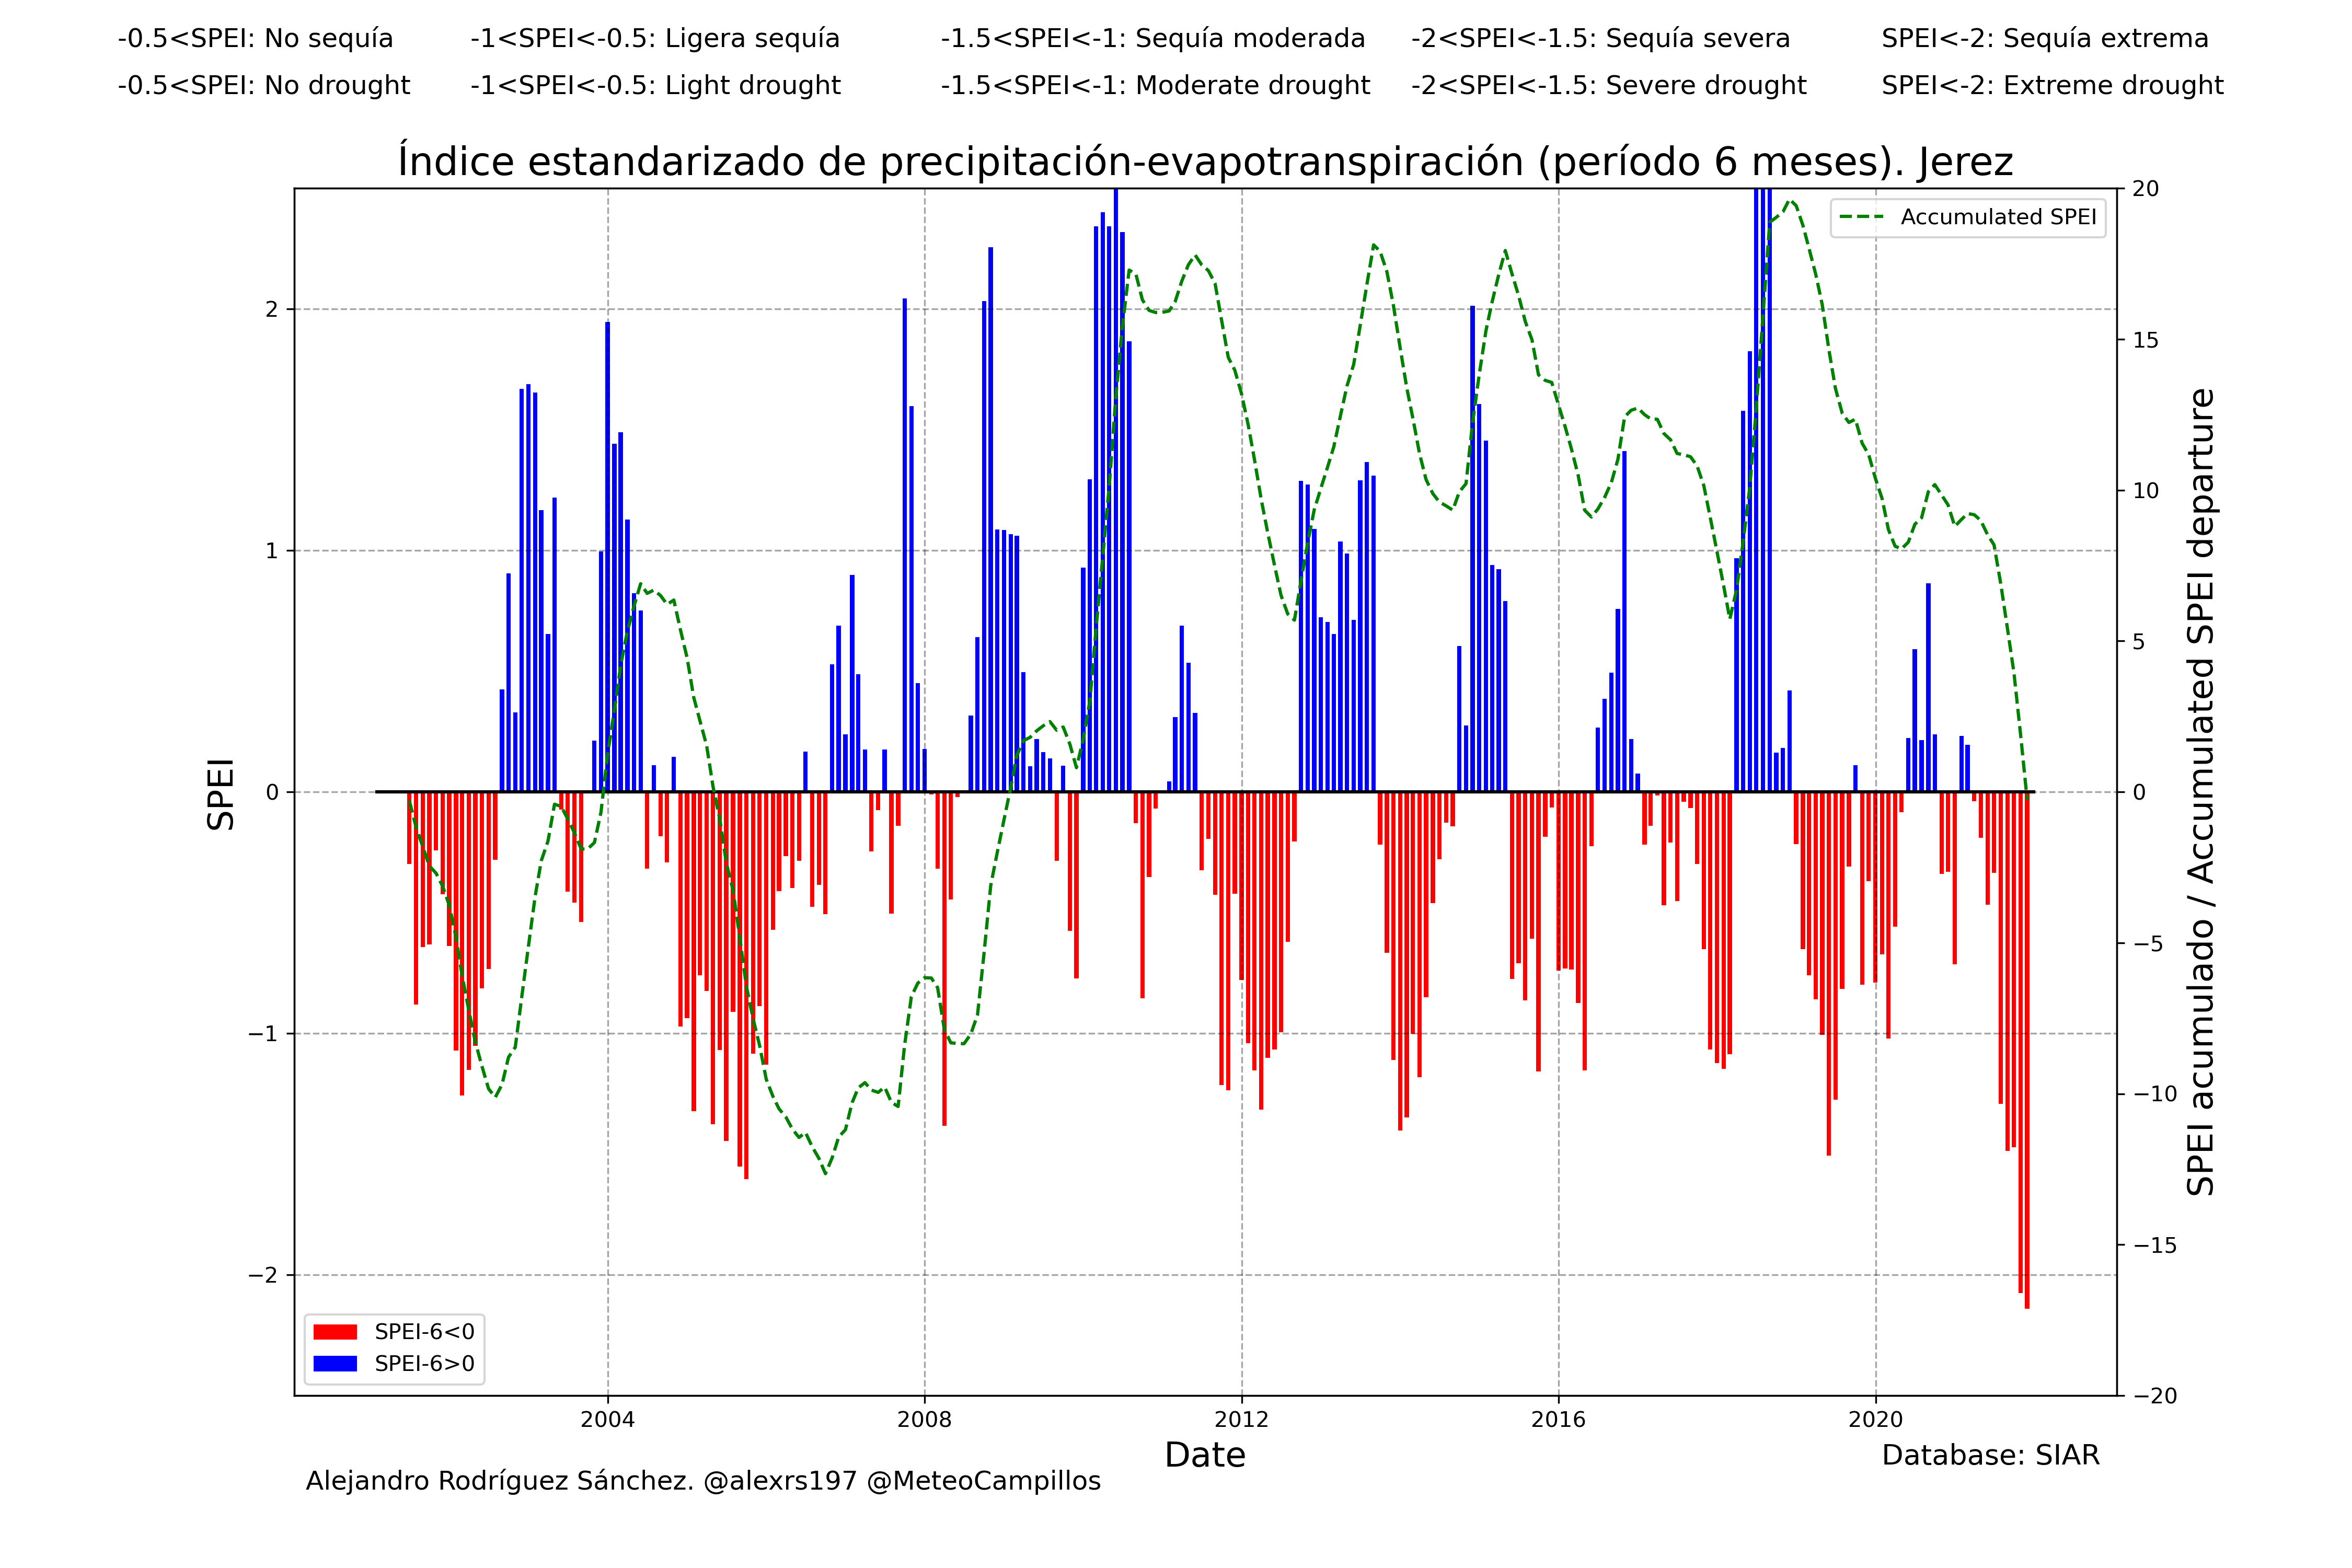 -0.5<SPEI: No sequía -1<SPEI<-0.5: Ligera sequía -1.5<SPEI<-1: Sequía moderada -2<SPEI<-1.5: Sequía severa SPEI<-2: Sequía extrema
-0.5<SPEI: No drought -1<SPEI<-0.5: Light drought -1.5<SPEI<-1: Moderate drought -2<SPEI<-1.5: Severe drought SPEI<-2: Extreme drought
Índice estandarizado de precipitación-evapotranspiración (período 6 meses). Jerez
Accumulated SPEI
SPEI
2
1
0
−1
−2
20
15
10
5
0
−5
−10
−15
−20
SPEI acumulado / Accumulated SPEI departure
SPEI-6<0
SPEI-6>0
2004 2008 2012 2016 2020
Date
Database: SIAR
Alejandro Rodríguez Sánchez. @alexrs197 @MeteoCampillos